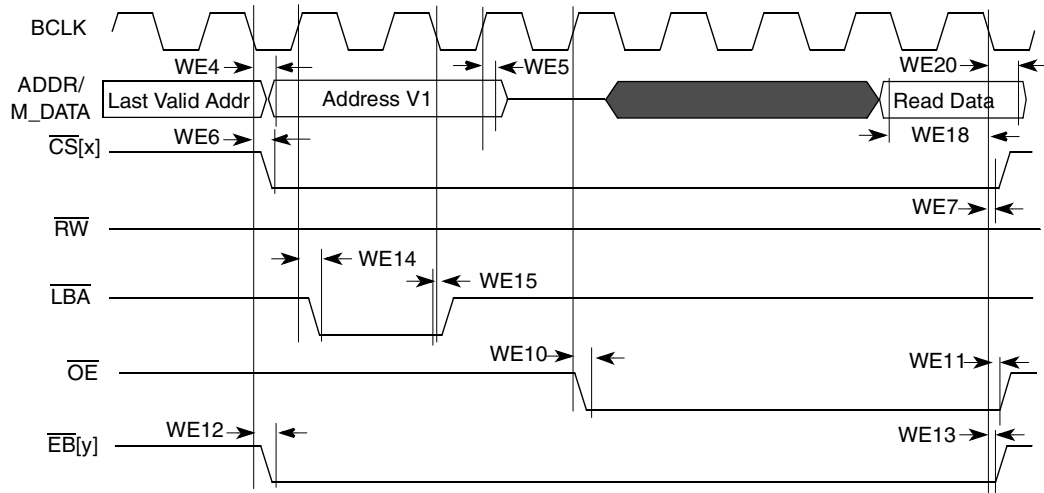 BCLK
WE4
WE5
WE20
ADDR/
M_DATA
Last Valid Addr
Address V1
Read Data
WE6
WE18
CS[x]
WE7
RW
WE14
WE15
LBA
WE10
WE11
OE
WE12
WE13
EB[y]